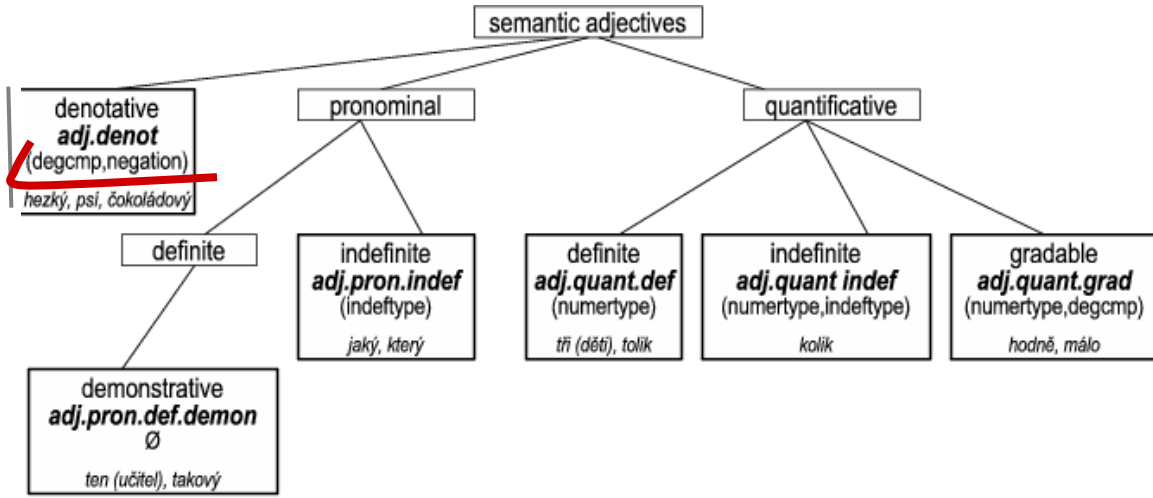 semantic adjectives
denotative
adj.denot
(degcmp,negation)
hezký, psí, čokoládový
pronominal
quantificative
definite
indefinite
adj.pron.indef
(indeftype)
jaký, který
definite
adj.quant.def
(numertype)
tři (děti), tolik
indefinite
adj.quant indef
(numertype,indeftype)
kolik
gradable
adj.quant.grad
(numertype,degcmp)
hodně, málo
demonstrative
adj.pron.def.demon
Ø
ten (učitel), takový